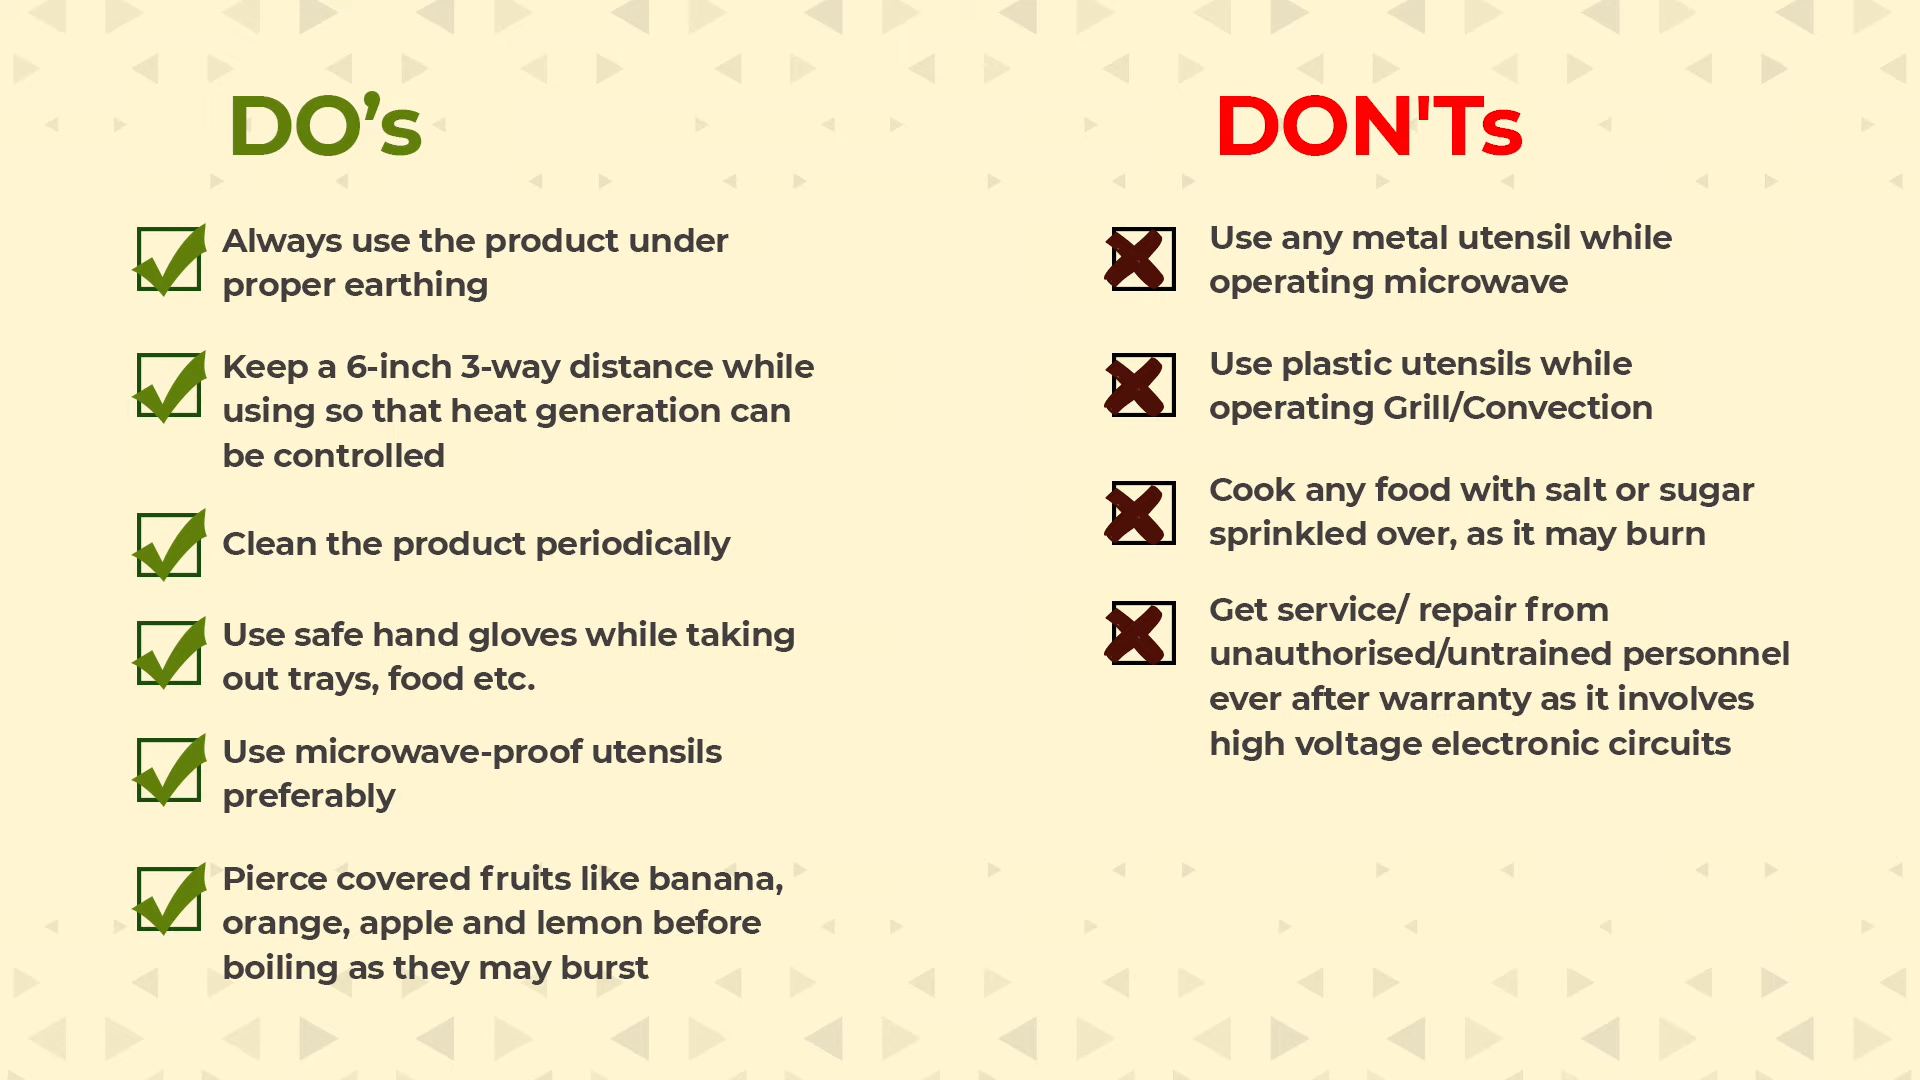 DO’s
Always use the product under
proper earthing
Keep a 6-inch 3-way distance while
using so that heat generation can
be controlled
Clean the product periodically
Use safe hand gloves while taking
out trays, food etc.
Use microwave-proof utensils
preferably
Pierce covered fruits like banana,
orange, apple and lemon before
boiling as they may burst
DON'Ts
Use any metal utensil while
operating microwave
Use plastic utensils while
operating Grill/Convection
Cook any food with salt or sugar
sprinkled over, as it may burn
Get service/ repair from
unauthorised/untrained personnel
ever after warranty as it involves
high voltage electronic circuits